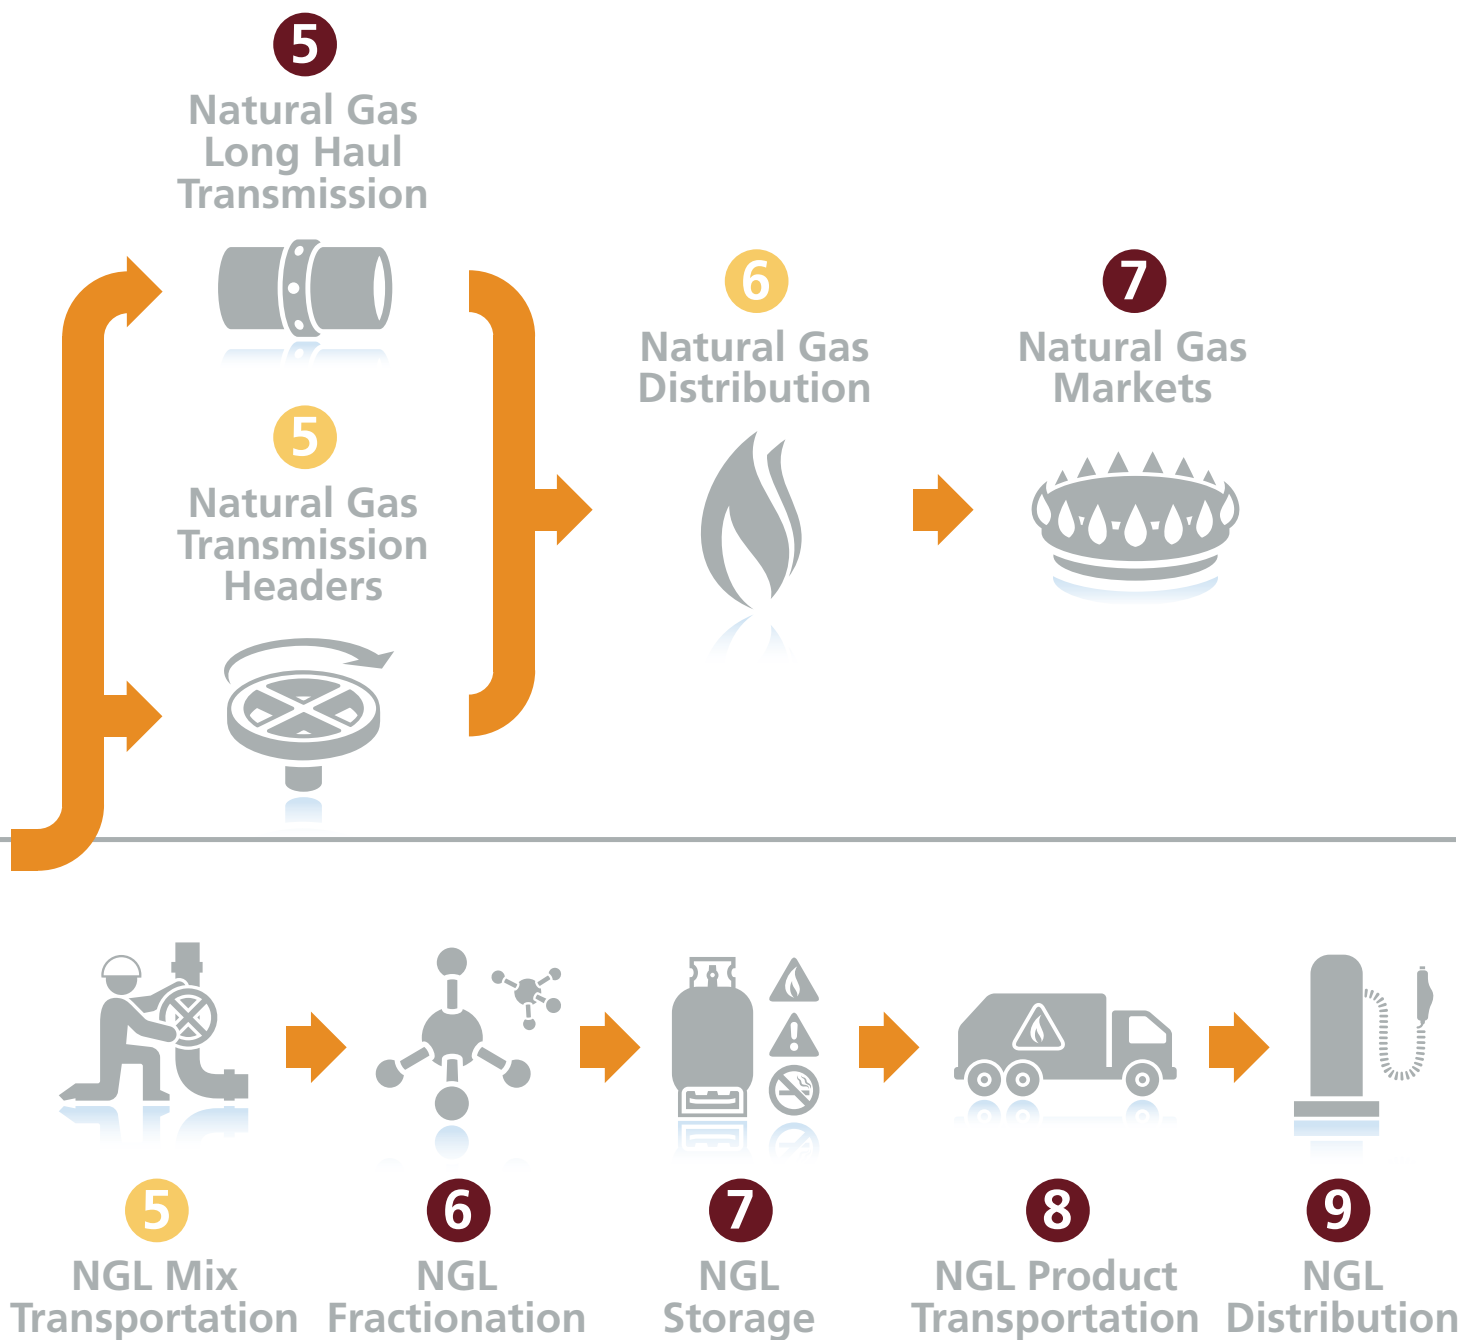 5
Natural Gas
Long Haul
Transmission
5
Natural Gas
Transmission
Headers
6
Natural Gas
Distribution
7
Natural Gas
Markets
5
NGL Mix
Transportation
6
NGL
Fractionation
7
NGL
Storage
8
NGL Product
Transportation
9
NGL
Distribution